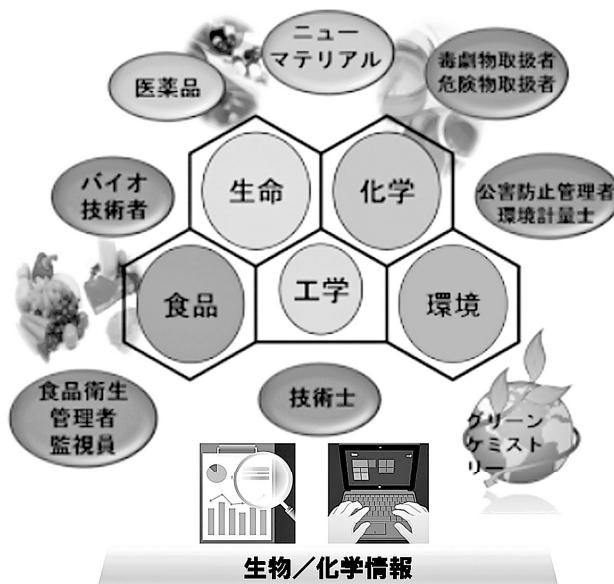 ニュー
マテリアル
医薬品
毒劇物取扱者
危険物取扱者
バイオ
技術者
生命
化学
公害防止管理者
環境計量士
食品
工学
環境
食品衛生
管理者
監視員
技術士
グリーン
ケミスト
リー
生物／化学情報